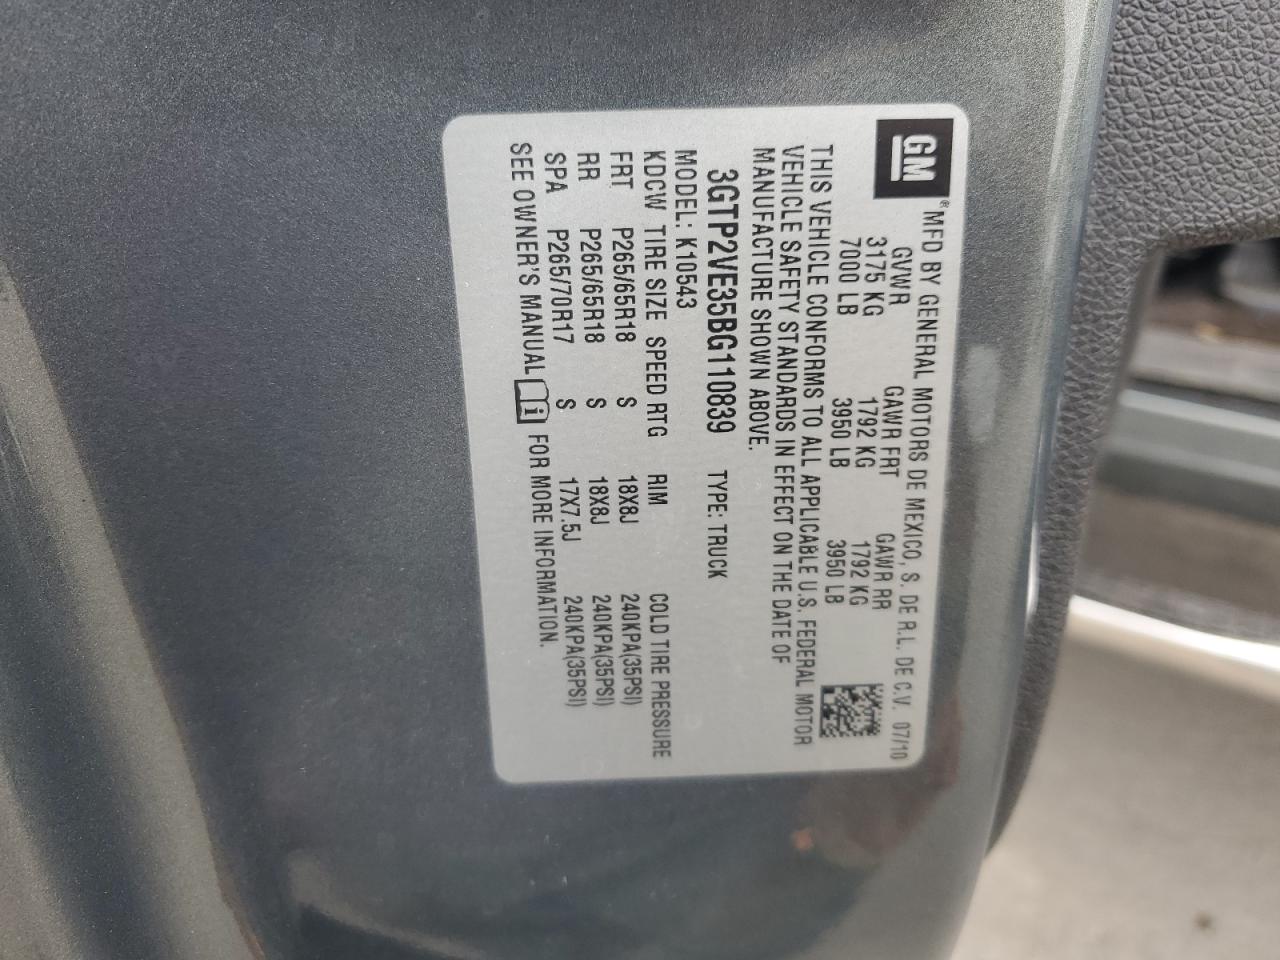 GM
® MFD BY GENERAL MOTORS DE MEXICO, S. DE R.L. DE C.V. 07/10
GVWR GAWR FRT GAWR RR
3175 KG 1792 KG 1792 KG
7000 LB 3950 LB 3950 LB
THIS VEHICLE CONFORMS TO ALL APPLICABLE U.S. FEDERAL MOTOR
VEHICLE SAFETY STANDARDS IN EFFECT ON THE DATE OF
MANUFACTURE SHOWN ABOVE.
3GTP2VE35BG110839 TYPE: TRUCK
MODEL: K10543
KDCW TIRE SIZE SPEED RTG RIM COLD TIRE PRESSURE
FRT P265/65R18 S 18X8J 240KPA(35PSI)
RR P265/65R18 S 18X8J 240KPA(35PSI)
SPA P265/70R17 S 17X7.5J 240KPA(35PSI)
SEE OWNER'S MANUAL i FOR MORE INFORMATION.